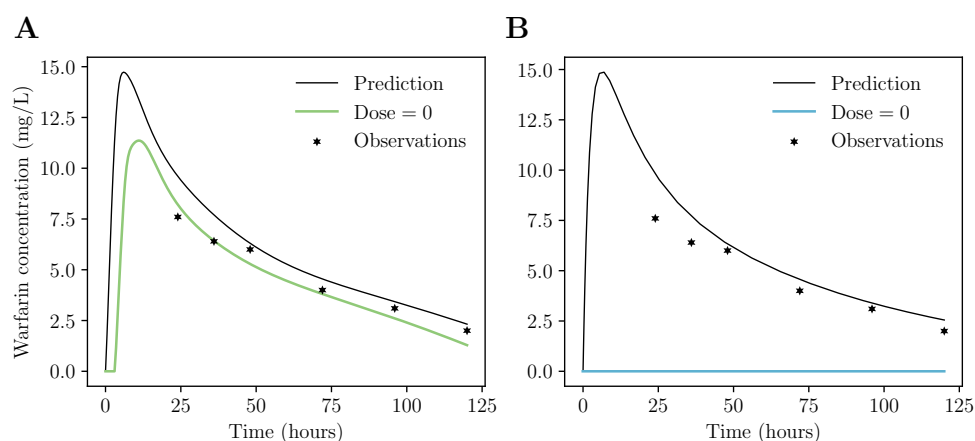 A
Warfarin concentration (mg/L)
15.0
12.5
10.0
7.5
5.0
2.5
0.0
Prediction
Dose = 0
Observations
0
25
50
75
100
125
Time (hours)
B
15.0
12.5
10.0
7.5
5.0
2.5
0.0
Prediction
Dose = 0
Observations
0
25
50
75
100
125
Time (hours)